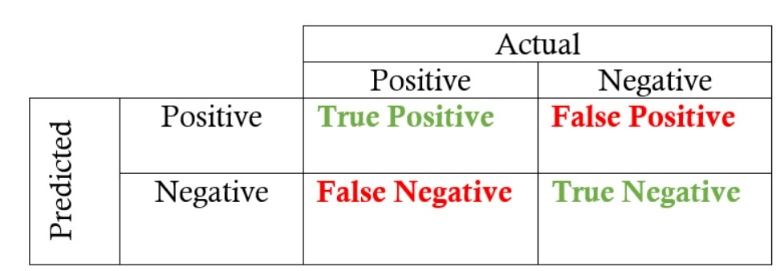 Actual
Positive Negative
Predicted
Positive True Positive False Positive
Negative False Negative True Negative